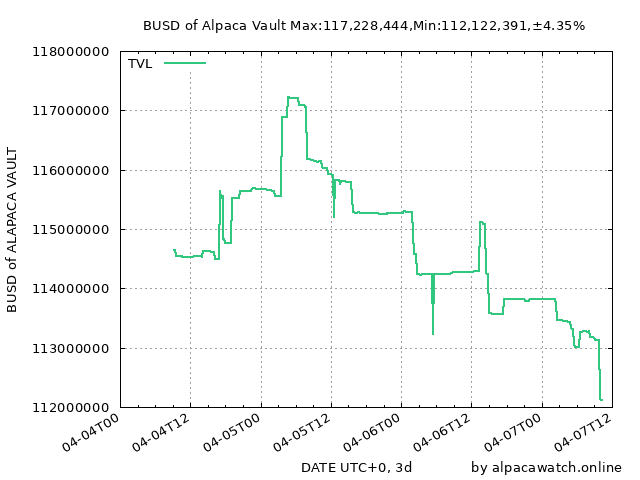 BUSD of Alpaca Vault Max:117,228,444,Min:112,122,391,±4.35%
TVL
118000000
117000000
116000000
115000000
114000000
113000000
112000000
BUSD of ALAPACA VAULT
04-04T00
04-04T12
04-05T00
04-05T12
04-06T00
04-06T12
04-07T00
04-07T12
DATE UTC+0, 3d
by alpacawatch.online